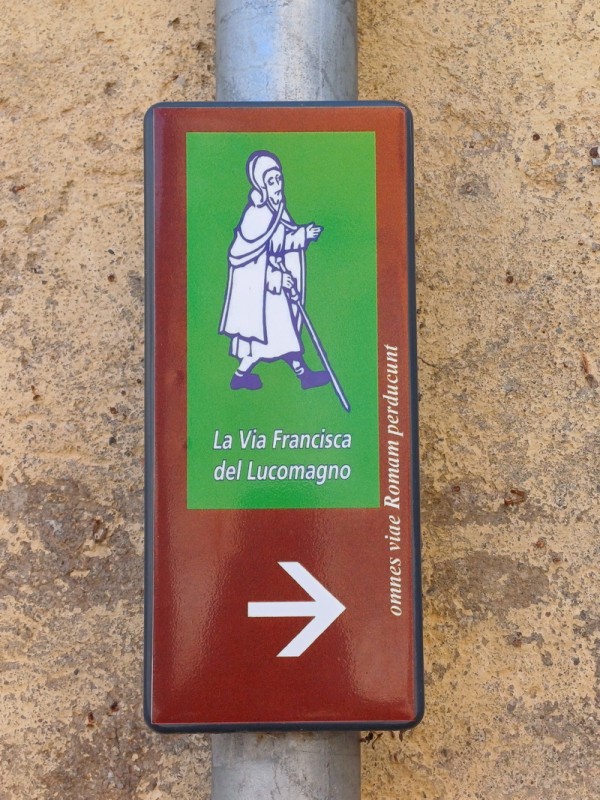 La Via Francisca
del Lucomagno
omnes viae Romam perducunt